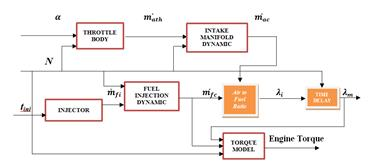 α
THROTTLE
BODY
ṁath
INTAKE
MANIFOLD
DYNAMIC
ṁac
N
ṁfi
FUEL
INJECTION
DYNAMIC
ṁfc
Air to
Fuel
Ratio
λi
TIME
DELAY
λm
tini
INJECTOR
TORQUE
MODEL
Engine Torque